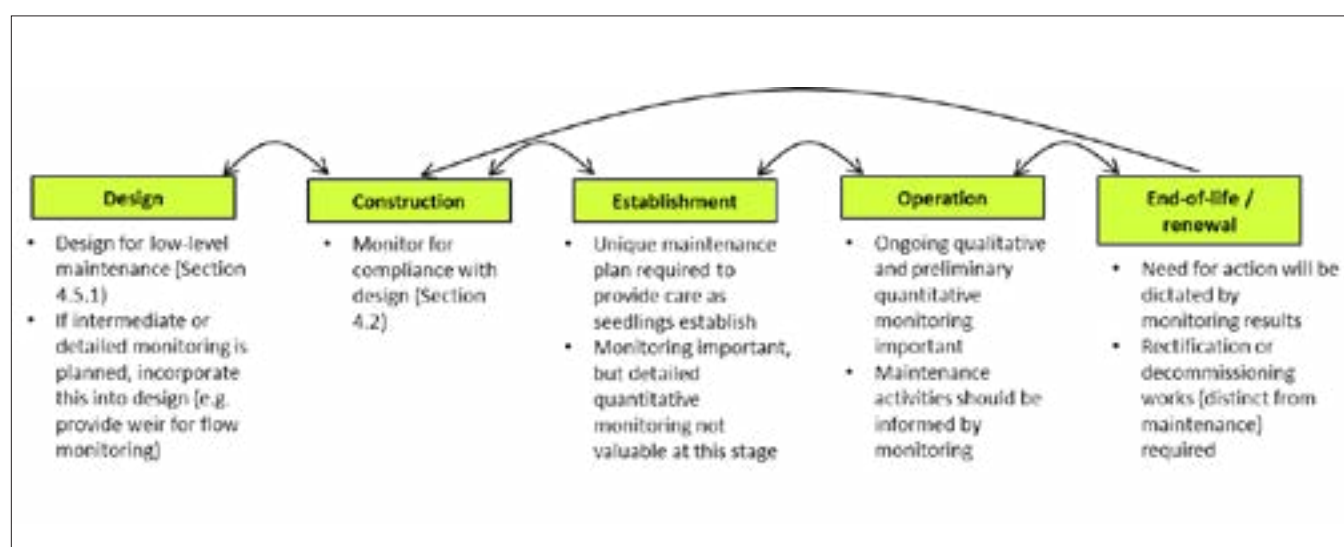 Design
• Design for low-level
maintenance (Section
4.5.1)
• If intermediate or
detailed monitoring is
planned, incorporate
this into design (e.g.
provide weir for flow
monitoring)
Construction
• Monitor for
compliance with
design (Section
4.2)
Establishment
• Unique maintenance
plan required to
provide care as
seedlings establish
• Monitoring important,
but detailed
quantitative
monitoring not
valuable at this stage
Operation
• Ongoing qualitative
and preliminary
quantitative
monitoring
important
• Maintenance
activities should be
informed by
monitoring
End-of-life /
renewal
• Need for action will be
dictated by
monitoring results
• Rectification or
decommissioning
works (distinct from
maintenance)
required